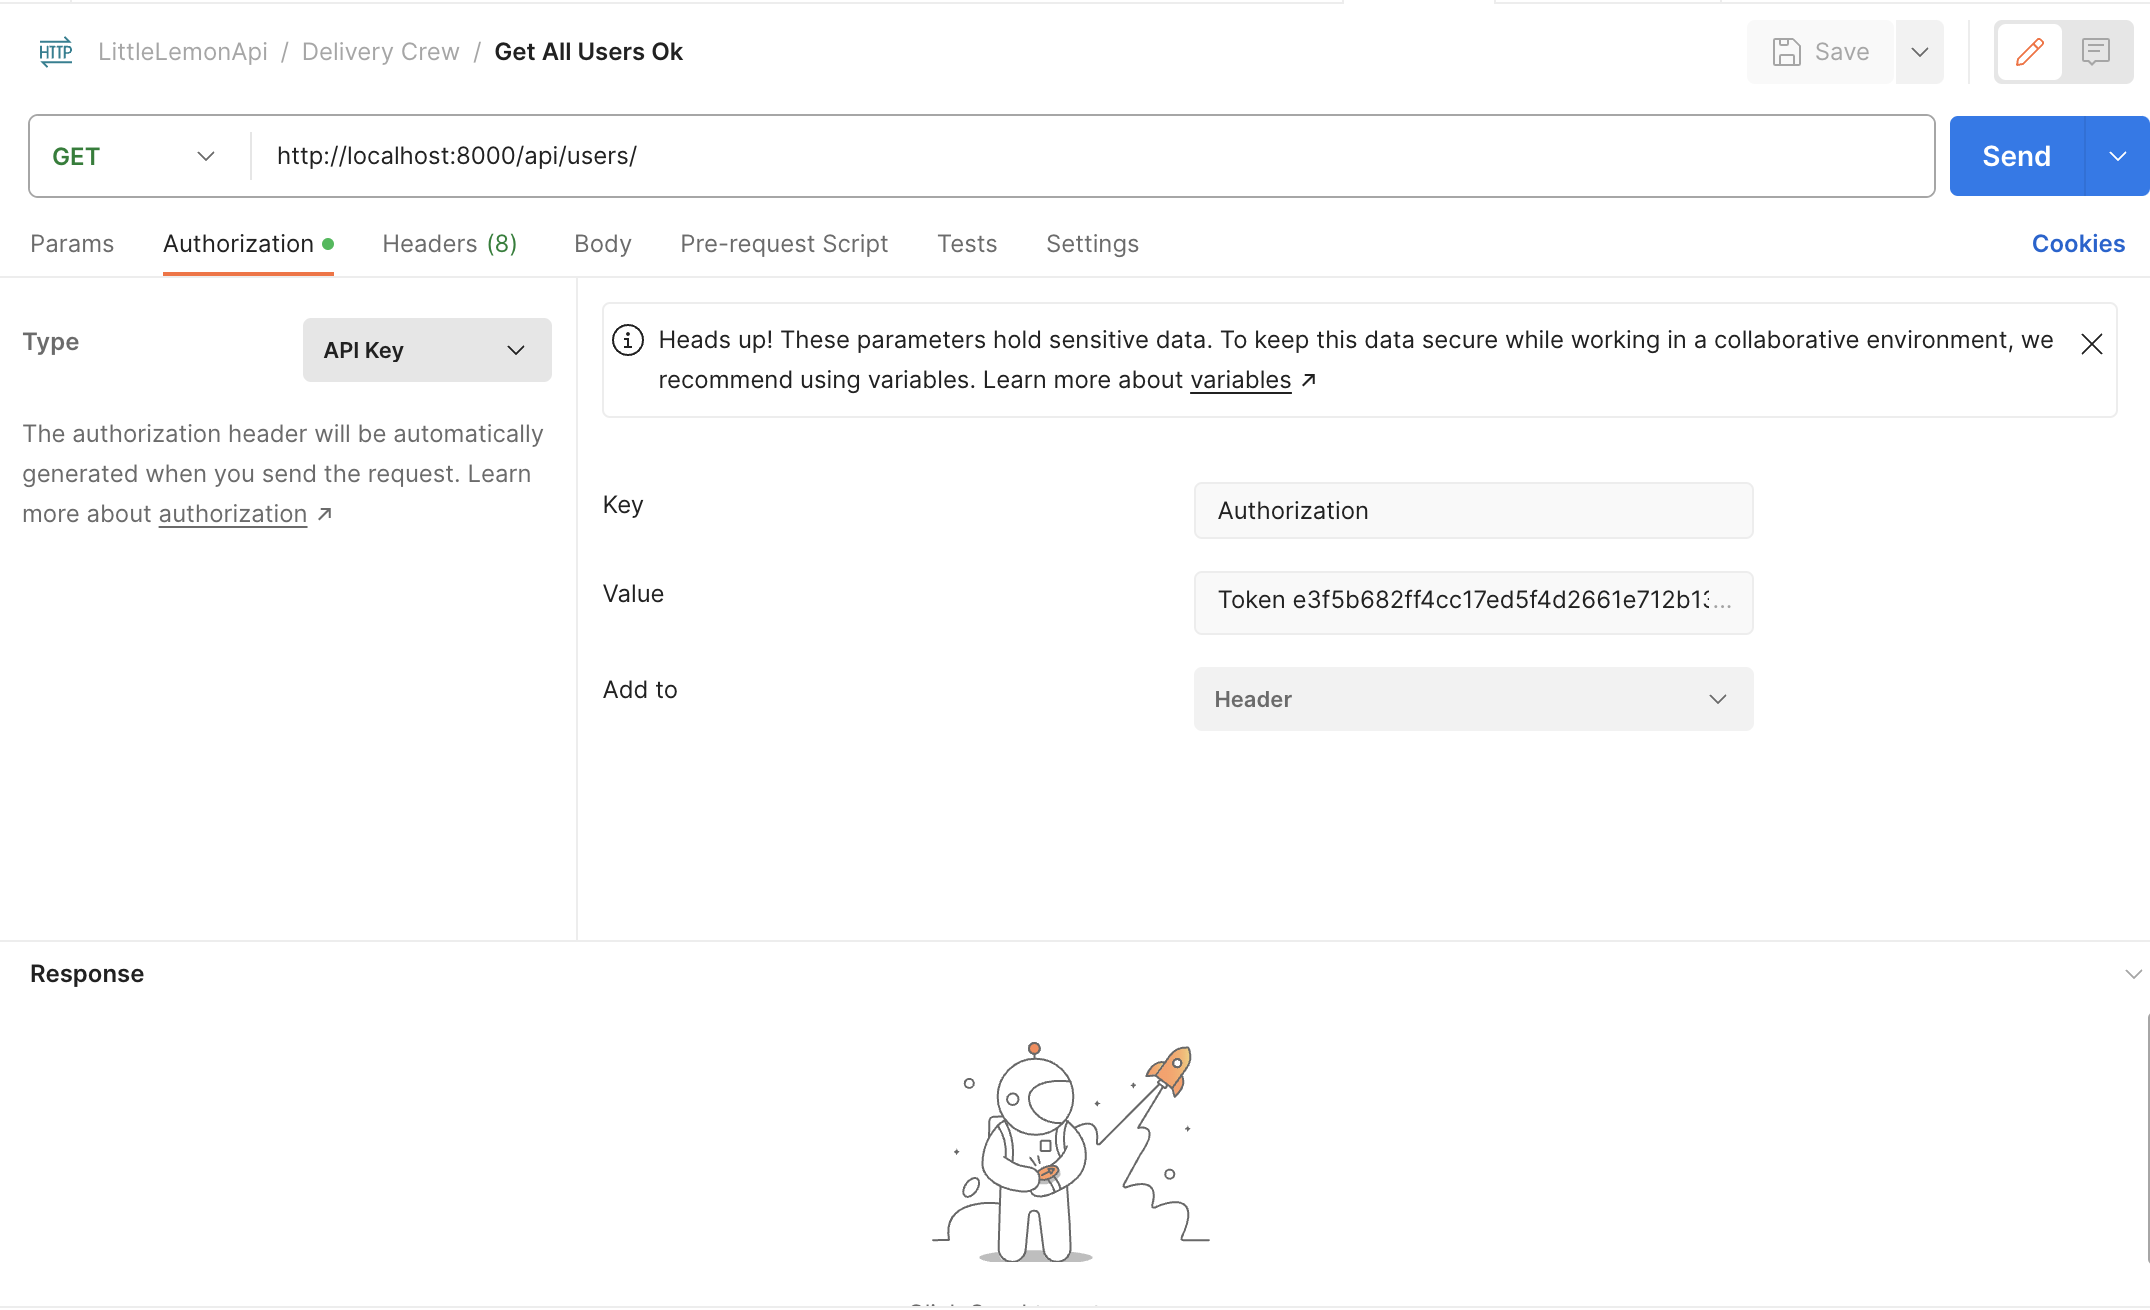 HTTP LittleLemonApi / Delivery Crew / Get All Users Ok Save
GET http://localhost:8000/api/users/ Send
Params Authorization Headers (8) Body Pre-request Script Tests Settings Cookies
Type API Key
The authorization header will be automatically
generated when you send the request. Learn
more about authorization ↗
Heads up! These parameters hold sensitive data. To keep this data secure while working in a collaborative environment, we
recommend using variables. Learn more about variables ↗
Key Authorization
Value Token e3f5b682ff4cc17ed5f4d2661e712b13...
Add to Header
Response